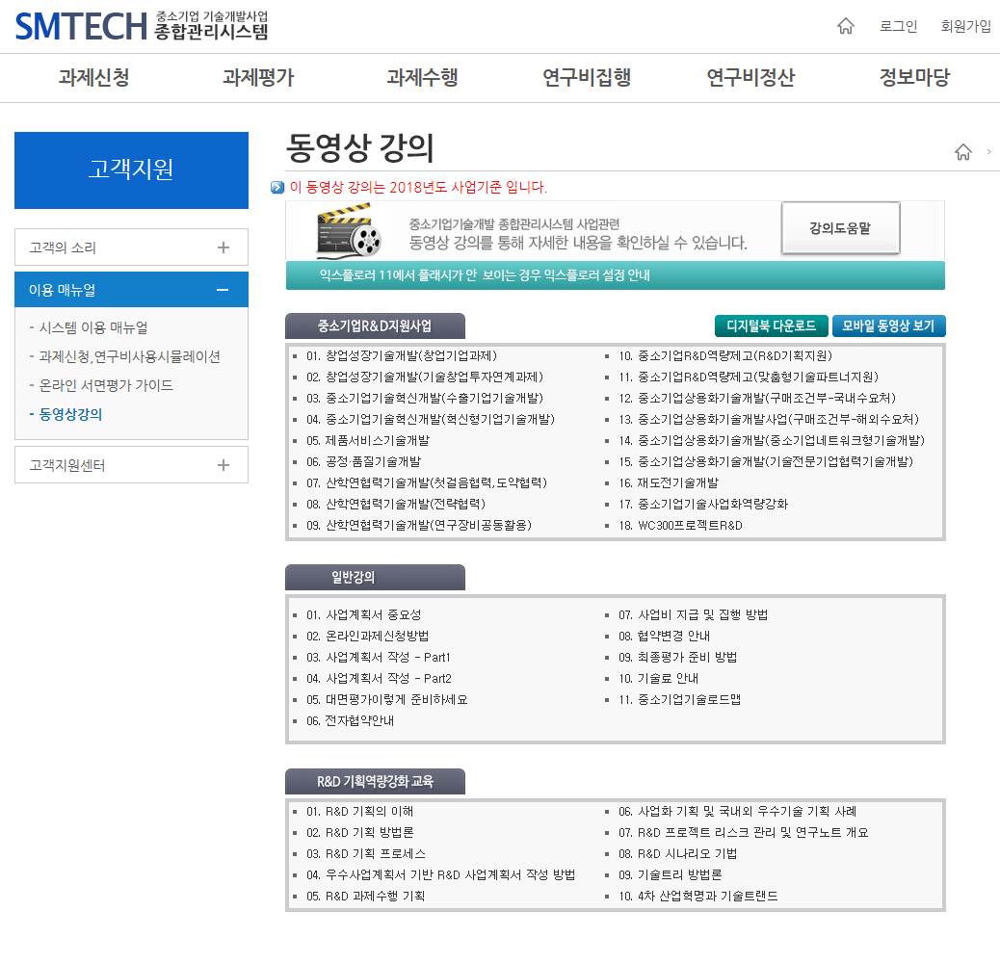 SMTECH 중소기업 기술개발사업 종합관리시스템
로그인 회원가입
과제신청 과제평가 과제수행 연구비집행 연구비정산 정보마당
고객지원
고객의 소리
이용 매뉴얼
- 시스템 이용 매뉴얼
- 과제신청,연구비사용시뮬레이션
- 온라인 서면평가 가이드
- 동영상강의
고객지원센터
동영상 강의
이 동영상 강의는 2018년도 사업기준 입니다.
중소기업기술개발 종합관리시스템 사업관련
동영상 강의를 통해 자세한 내용을 확인하실 수 있습니다.
강의도움말
익스플로러 11에서 플래시가 안 보이는 경우 익스플로러 설정 안내
중소기업R&D지원사업
디지털북 다운로드 모바일 동영상 보기
01. 창업성장기술개발(창업기업과제)
02. 창업성장기술개발(기술창업투자연계과제)
03. 중소기업기술혁신개발(수출기업기술개발)
04. 중소기업기술혁신개발(혁신형기업기술개발)
05. 제품서비스기술개발
06. 공정·품질기술개발
07. 산학연협력기술개발(첫걸음협력,도약협력)
08. 산학연협력기술개발(전략협력)
09. 산학연협력기술개발(연구장비공동활용)
10. 중소기업R&D역량제고(R&D기획지원)
11. 중소기업R&D역량제고(맞춤형기술파트너지원)
12. 중소기업상용화기술개발(구매조건부-국내수요처)
13. 중소기업상용화기술개발사업(구매조건부-해외수요처)
14. 중소기업상용화기술개발(중소기업네트워크형기술개발)
15. 중소기업상용화기술개발(기술전문기업협력기술개발)
16. 재도전기술개발
17. 중소기업기술사업화역량강화
18. WC300프로젝트R&D
일반강의
01. 사업계획서 중요성
02. 온라인과제신청방법
03. 사업계획서 작성 - Part1
04. 사업계획서 작성 - Part2
05. 대면평가이렇게 준비하세요
06. 전자협약안내
07. 사업비 지급 및 집행 방법
08. 협약변경 안내
09. 최종평가 준비 방법
10. 기술료 안내
11. 중소기업기술로드맵
R&D 기획역량강화 교육
01. R&D 기획의 이해
02. R&D 기획 방법론
03. R&D 기획 프로세스
04. 우수사업계획서 기반 R&D 사업계획서 작성 방법
05. R&D 과제수행 기획
06. 사업화 기획 및 국내외 우수기술 기획 사례
07. R&D 프로젝트 리스크 관리 및 연구노트 개요
08. R&D 시나리오 기법
09. 기술트리 방법론
10. 4차 산업혁명과 기술트랜드